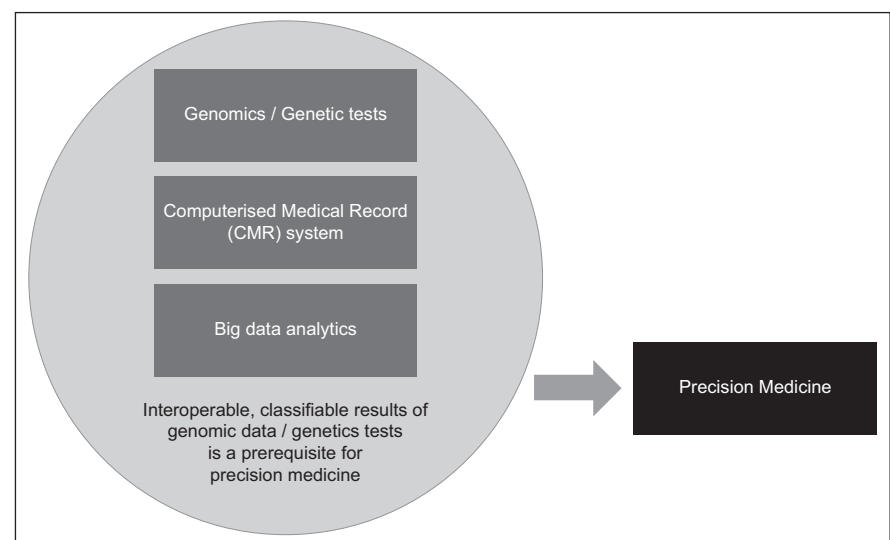 Genomics / Genetic tests
Computerised Medical Record
(CMR) system
Big data analytics
Interoperable, classifiable results of
genomic data / genetics tests
is a prerequisite for
precision medicine
Precision Medicine